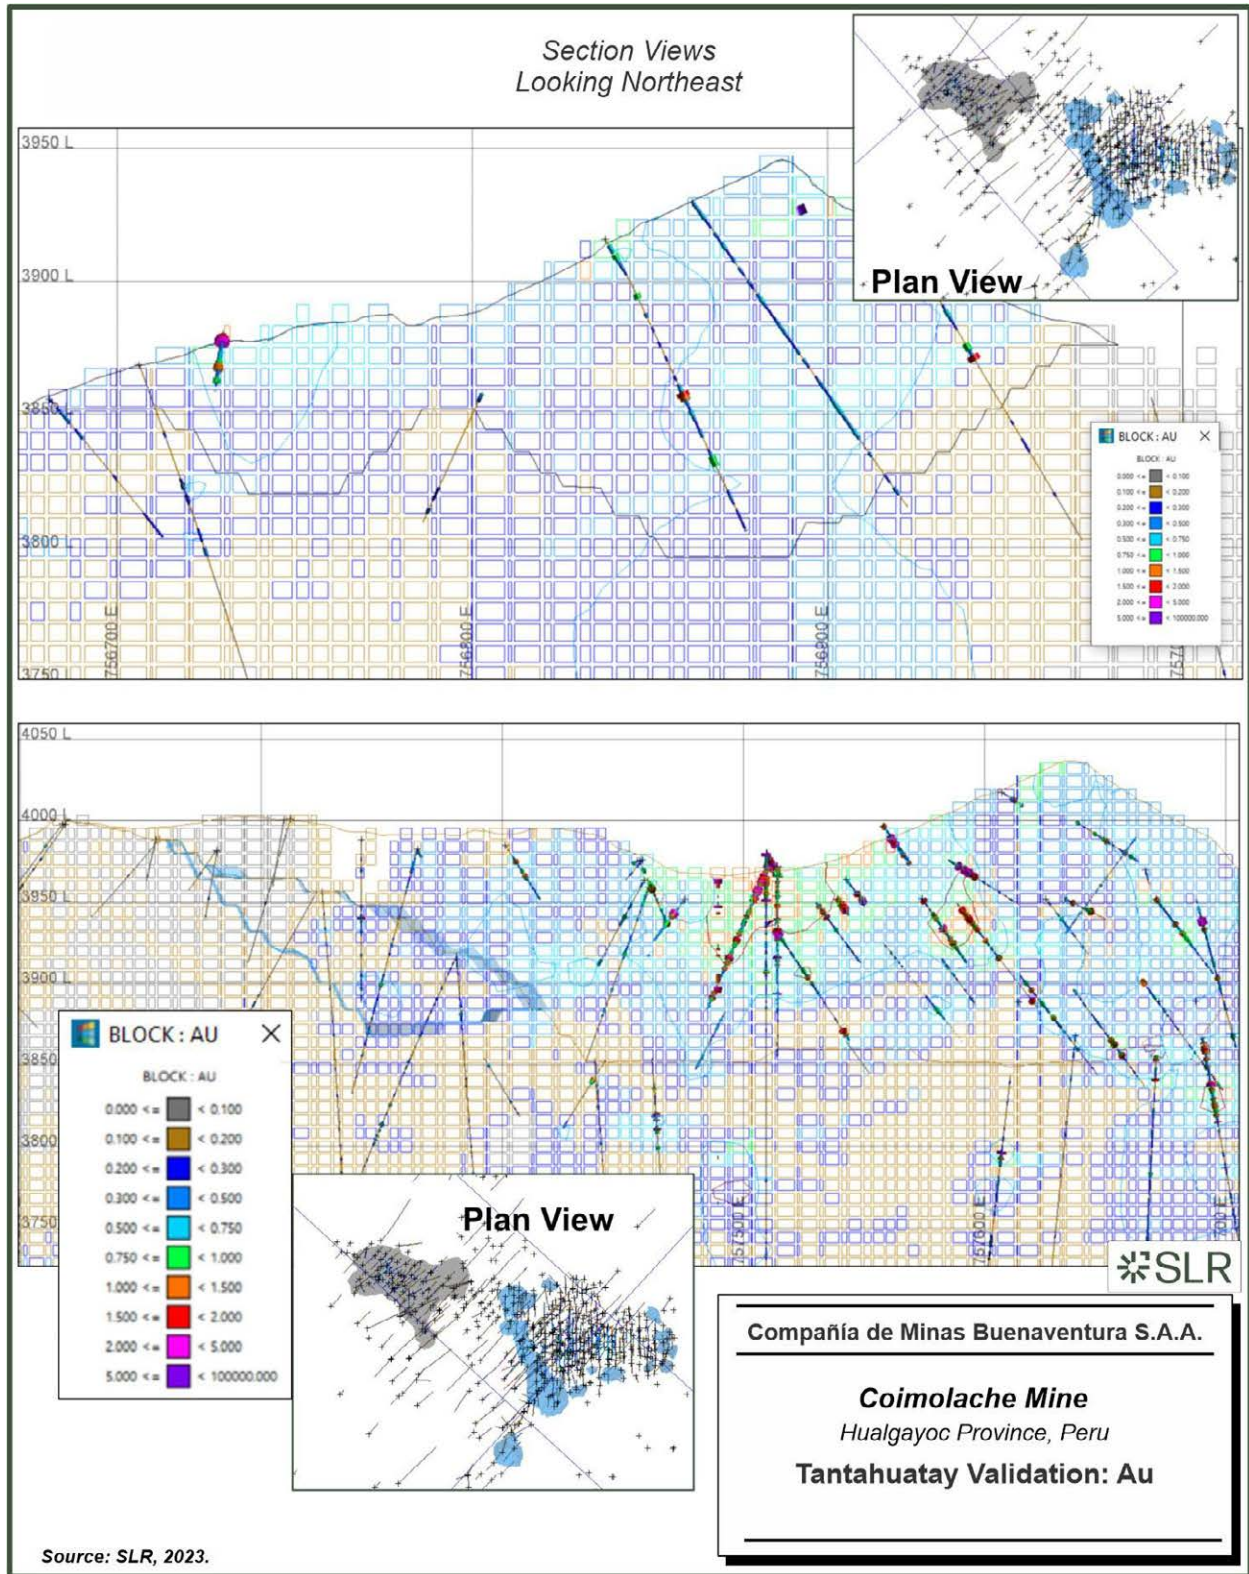 Section Views
Looking Northeast
Plan View
3950 L
3900 L
3850 L
3800 L
3750
756700 E
756800 E
756900 E
BLOCK : AU
BLOCK : AU
0.000 <= < 0.100
0.100 <= < 0.200
0.200 <= < 0.300
0.300 <= < 0.500
0.500 <= < 0.750
0.750 <= < 1.000
1.000 <= < 1.500
1.500 <= < 2.000
2.000 <= < 5.000
5.000 <= < 100000.000
4050 L
4000 L
3950 L
3900 L
3850
3800
3750
757500 E
757600 E
700 E
BLOCK : AU
BLOCK : AU
0.000 <= < 0.100
0.100 <= < 0.200
0.200 <= < 0.300
0.300 <= < 0.500
0.500 <= < 0.750
0.750 <= < 1.000
1.000 <= < 1.500
1.500 <= < 2.000
2.000 <= < 5.000
5.000 <= < 100000.000
Plan View
SLR
Compañía de Minas Buenaventura S.A.A.
Coimolache Mine
Hualgayoc Province, Peru
Tantahuatay Validation: Au
Source: SLR, 2023.